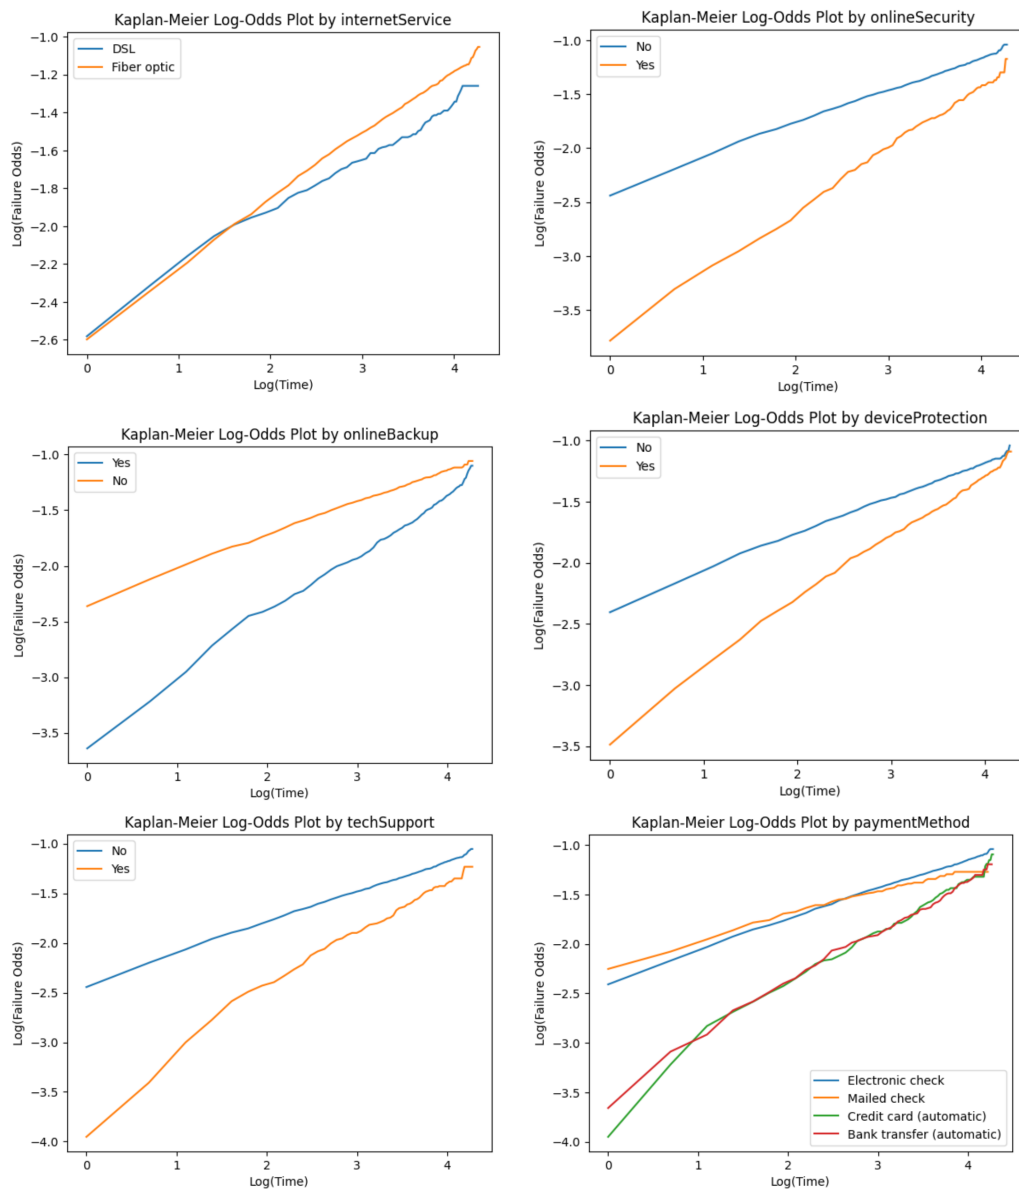 Kaplan-Meier Log-Odds Plot by internetService
DSL
Fiber optic
−1.0
−1.2
−1.4
−1.6
−1.8
−2.0
−2.2
−2.4
−2.6
Log(Failure Odds)
0 1 2 3 4
Log(Time)
Kaplan-Meier Log-Odds Plot by onlineSecurity
No
Yes
−1.0
−1.5
−2.0
−2.5
−3.0
−3.5
Log(Failure Odds)
0 1 2 3 4
Log(Time)
Kaplan-Meier Log-Odds Plot by onlineBackup
Yes
No
−1.0
−1.5
−2.0
−2.5
−3.0
−3.5
Log(Failure Odds)
0 1 2 3 4
Log(Time)
Kaplan-Meier Log-Odds Plot by deviceProtection
No
Yes
−1.0
−1.5
−2.0
−2.5
−3.0
−3.5
Log(Failure Odds)
0 1 2 3 4
Log(Time)
Kaplan-Meier Log-Odds Plot by techSupport
No
Yes
−1.0
−1.5
−2.0
−2.5
−3.0
−3.5
−4.0
Log(Failure Odds)
0 1 2 3 4
Log(Time)
Kaplan-Meier Log-Odds Plot by paymentMethod
−1.0
−1.5
−2.0
−2.5
−3.0
−3.5
−4.0
Log(Failure Odds)
Electronic check
Mailed check
Credit card (automatic)
Bank transfer (automatic)
0 1 2 3 4
Log(Time)